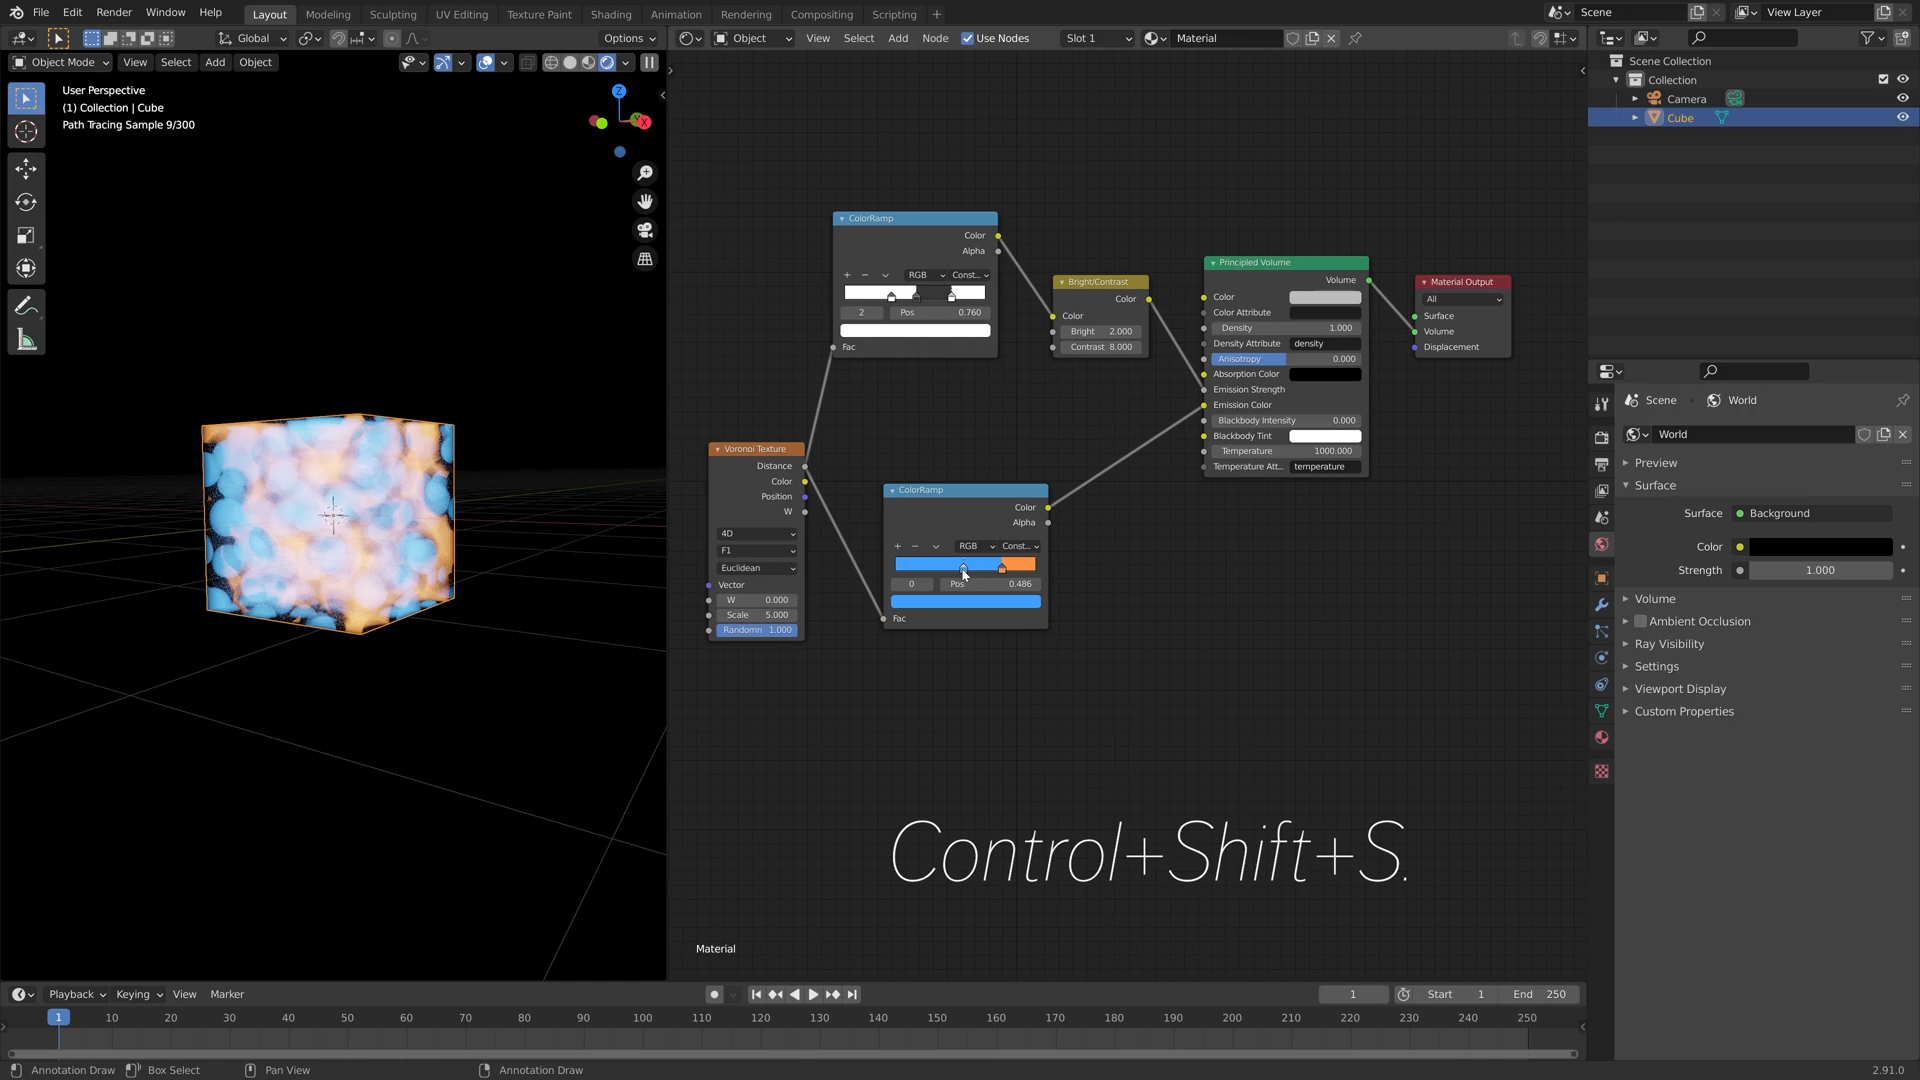 File Edit Render Window Help Layout Modeling Sculpting UV Editing Texture Paint Shading Animation Rendering Compositing Scripting + Scene View Layer
Global Options Object View Select Add Node Use Nodes Slot 1 Material
Object Mode View Select Add Object
User Perspective
(1) Collection | Cube
Path Tracing Sample 9/300
Z
Y
X
Scene Collection
Collection
Camera
Cube
ColorRamp
Color
Alpha
+ − RGB Const...
2 Pos 0.760
Fac
Bright/Contrast
Color
Color
Bright 2.000
Contrast 8.000
Principled Volume
Volume
Color
Color Attribute
Density 1.000
Density Attribute density
Anisotropy 0.000
Absorption Color
Emission Strength
Emission Color
Blackbody Intensity 0.000
Blackbody Tint
Temperature 1000.000
Temperature Att... temperature
Material Output
All
Surface
Volume
Displacement
Voronoi Texture
Distance
Color
Position
W
4D
F1
Euclidean
Vector
W 0.000
Scale 5.000
Randomn 1.000
ColorRamp
Color
Alpha
+ − RGB Const...
0 Pos 0.486
Fac
Scene World
World
Preview
Surface
Surface Background
Color
Strength 1.000
Volume
Ambient Occlusion
Ray Visibility
Settings
Viewport Display
Custom Properties
Control+Shift+S.
Material
Playback Keying View Marker 1 Start 1 End 250
1 10 20 30 40 50 60 70 80 90 100 110 120 130 140 150 160 170 180 190 200 210 220 230 240 250
Annotation Draw Box Select Pan View Annotation Draw 2.91.0